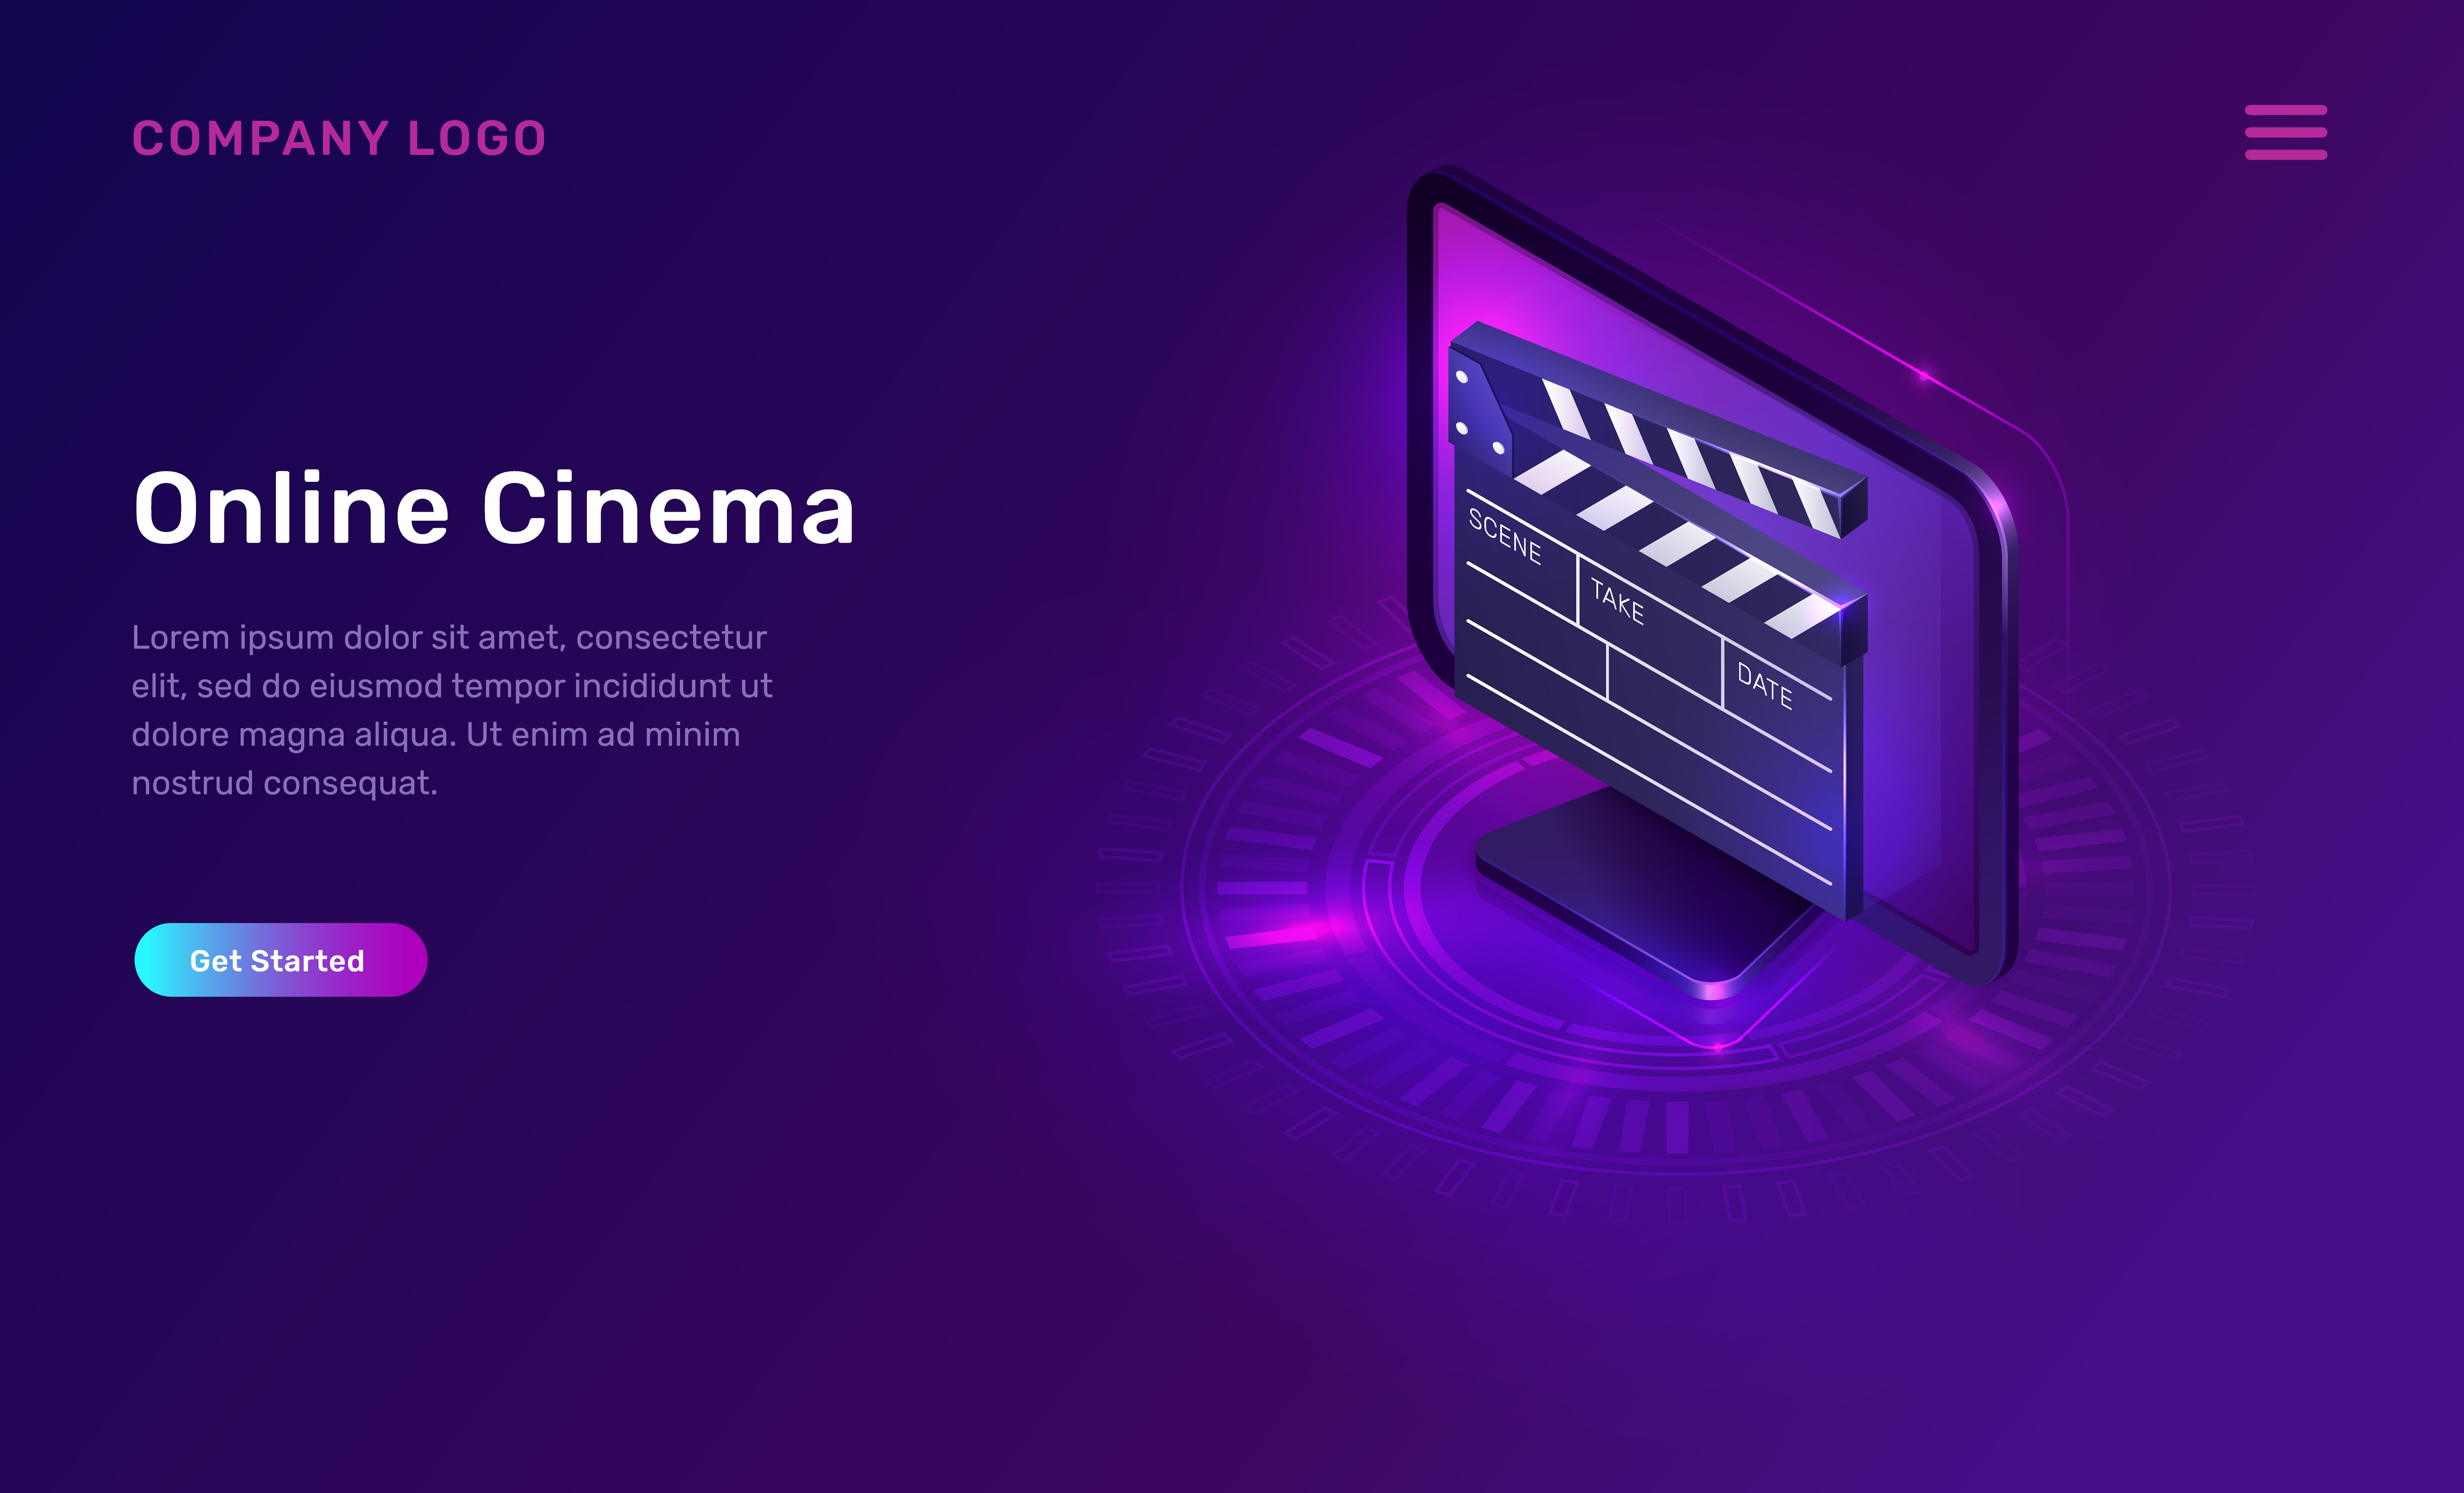 COMPANY LOGO
Online Cinema
Lorem ipsum dolor sit amet, consectetur
elit, sed do eiusmod tempor incididunt ut
dolore magna aliqua. Ut enim ad minim
nostrud consequat.
Get Started
SCENE
TAKE
DATE